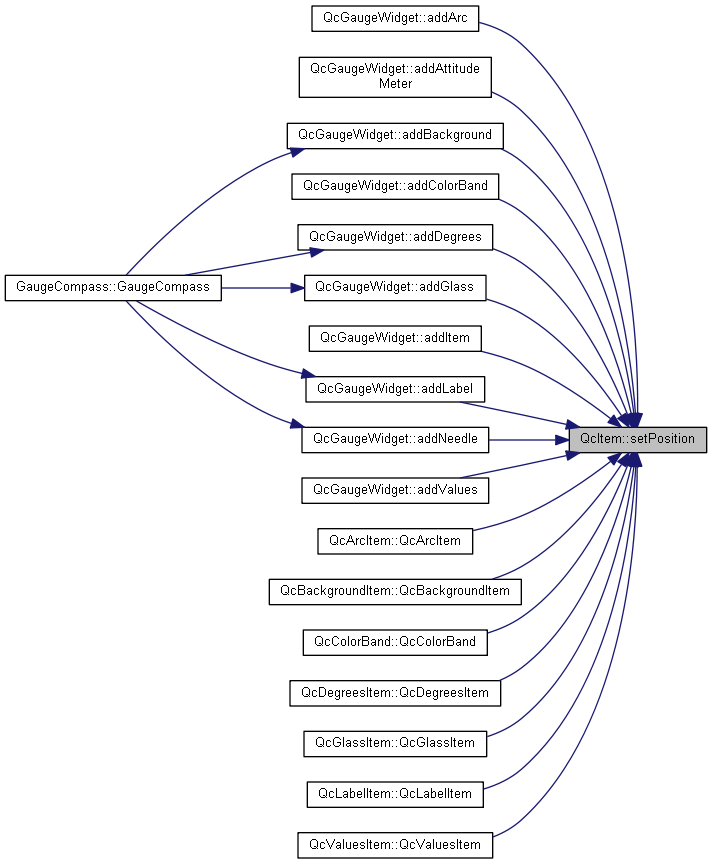 QcGaugeWidget::addArc
QcGaugeWidget::addAttitude
Meter
QcGaugeWidget::addBackground
QcGaugeWidget::addColorBand
QcGaugeWidget::addDegrees
GaugeCompass::GaugeCompass
QcGaugeWidget::addGlass
QcGaugeWidget::addItem
QcGaugeWidget::addLabel
QcGaugeWidget::addNeedle
QcItem::setPosition
QcGaugeWidget::addValues
QcArcItem::QcArcItem
QcBackgroundItem::QcBackgroundItem
QcColorBand::QcColorBand
QcDegreesItem::QcDegreesItem
QcGlassItem::QcGlassItem
QcLabelItem::QcLabelItem
QcValuesItem::QcValuesItem